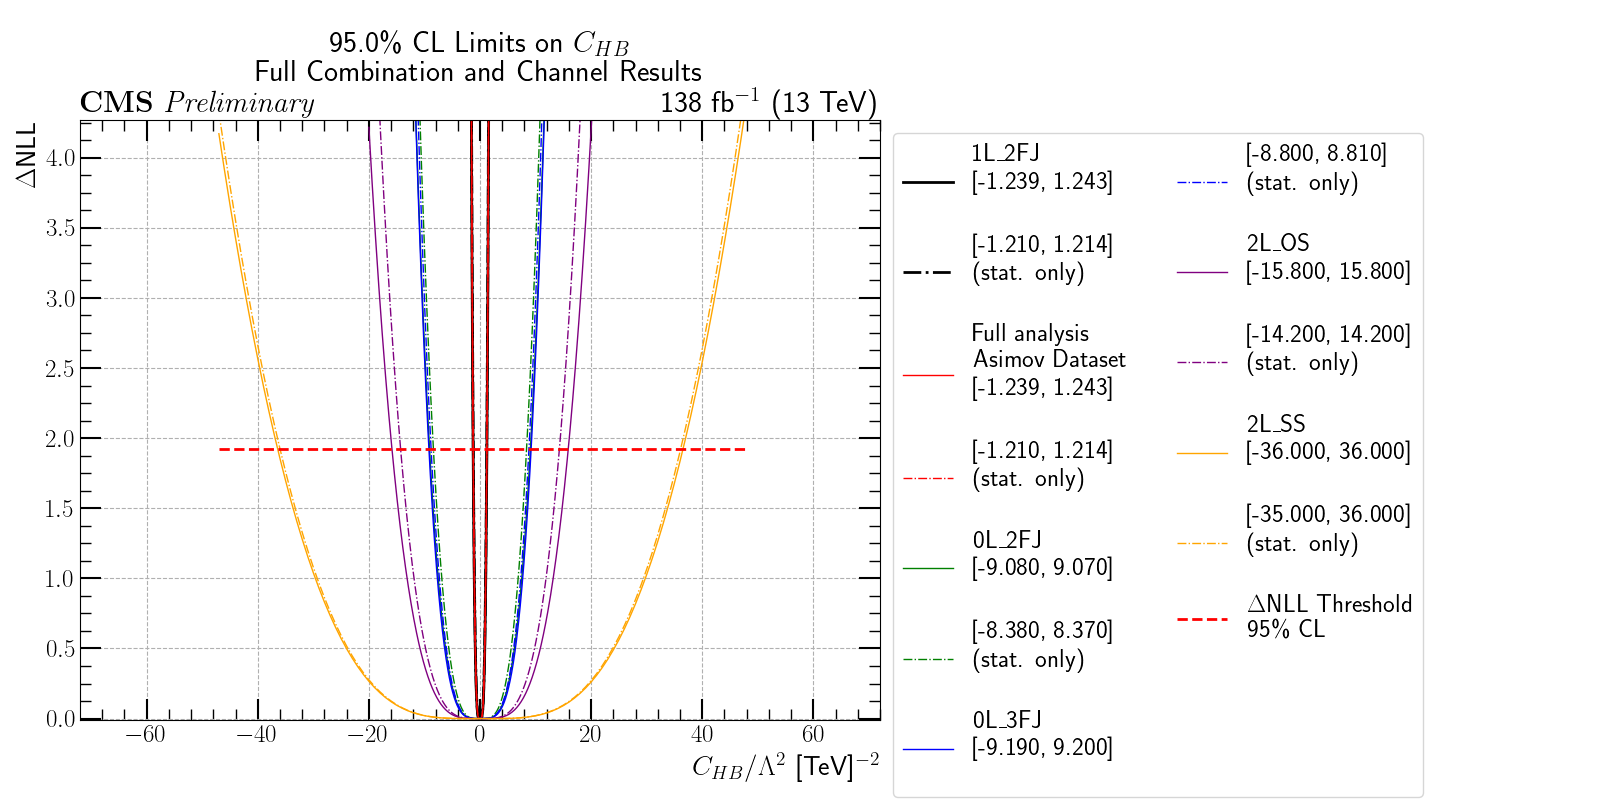 95.0% CL Limits on C_{HB}
Full Combination and Channel Results
CMS Preliminary
138 fb^{-1} (13 TeV)
ΔNLL
4.0
3.5
3.0
2.5
2.0
1.5
1.0
0.5
0.0
−60
−40
−20
0
20
40
60
C_{HB}/Λ^2 [TeV]^{-2}
1L_2FJ
[-1.239, 1.243]
[-1.210, 1.214]
(stat. only)
Full analysis
Asimov Dataset
[-1.239, 1.243]
[-1.210, 1.214]
(stat. only)
0L_2FJ
[-9.080, 9.070]
[-8.380, 8.370]
(stat. only)
0L_3FJ
[-9.190, 9.200]
[-8.800, 8.810]
(stat. only)
2L_OS
[-15.800, 15.800]
[-14.200, 14.200]
(stat. only)
2L_SS
[-36.000, 36.000]
[-35.000, 36.000]
(stat. only)
ΔNLL Threshold
95% CL